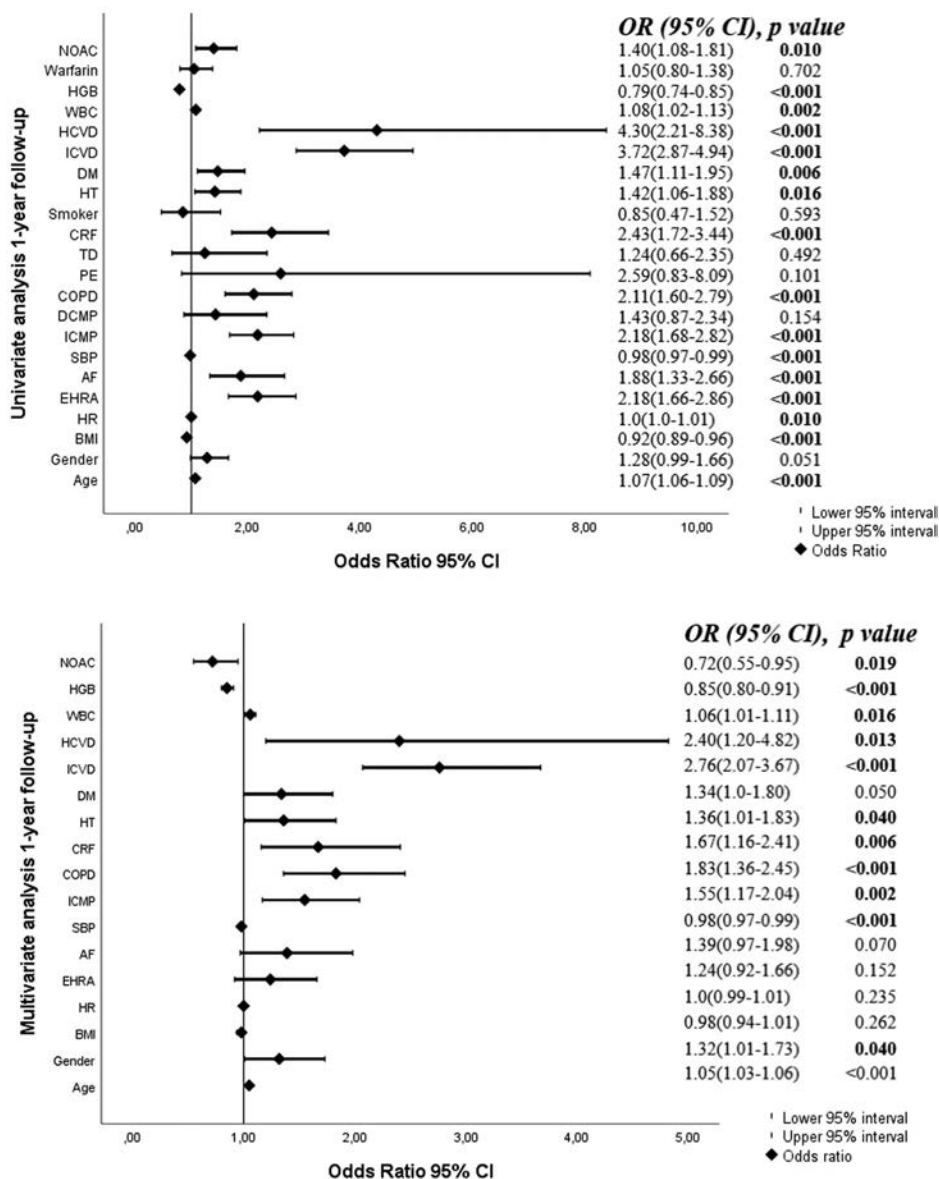 OR (95% CI), p value
NOAC 1.40(1.08-1.81) 0.010
Warfarin 1.05(0.80-1.38) 0.702
HGB 0.79(0.74-0.85) <0.001
WBC 1.08(1.02-1.13) 0.002
HCVD 4.30(2.21-8.38) <0.001
ICVD 3.72(2.87-4.94) <0.001
DM 1.47(1.11-1.95) 0.006
HT 1.42(1.06-1.88) 0.016
Smoker 0.85(0.47-1.52) 0.593
CRF 2.43(1.72-3.44) <0.001
TD 1.24(0.66-2.35) 0.492
PE 2.59(0.83-8.09) 0.101
COPD 2.11(1.60-2.79) <0.001
DCMP 1.43(0.87-2.34) 0.154
ICMP 2.18(1.68-2.82) <0.001
SBP 0.98(0.97-0.99) <0.001
AF 1.88(1.33-2.66) <0.001
EHRA 2.18(1.66-2.86) <0.001
HR 1.0(1.0-1.01) 0.010
BMI 0.92(0.89-0.96) <0.001
Gender 1.28(0.99-1.66) 0.051
Age 1.07(1.06-1.09) <0.001
Univariate analysis 1-year follow-up
,00 2,00 4,00 6,00 8,00 10,00
Odds Ratio 95% CI
Lower 95% interval
Upper 95% interval
Odds Ratio
OR (95% CI), p value
NOAC 0.72(0.55-0.95) 0.019
HGB 0.85(0.80-0.91) <0.001
WBC 1.06(1.01-1.11) 0.016
HCVD 2.40(1.20-4.82) 0.013
ICVD 2.76(2.07-3.67) <0.001
DM 1.34(1.0-1.80) 0.050
HT 1.36(1.01-1.83) 0.040
CRF 1.67(1.16-2.41) 0.006
COPD 1.83(1.36-2.45) <0.001
ICMP 1.55(1.17-2.04) 0.002
SBP 0.98(0.97-0.99) <0.001
AF 1.39(0.97-1.98) 0.070
EHRA 1.24(0.92-1.66) 0.152
HR 1.0(0.99-1.01) 0.235
BMI 0.98(0.94-1.01) 0.262
Gender 1.32(1.01-1.73) 0.040
Age 1.05(1.03-1.06) <0.001
Multivariate analysis 1-year follow-up
,00 1,00 2,00 3,00 4,00 5,00
Odds Ratio 95% CI
Lower 95% interval
Upper 95% interval
Odds ratio